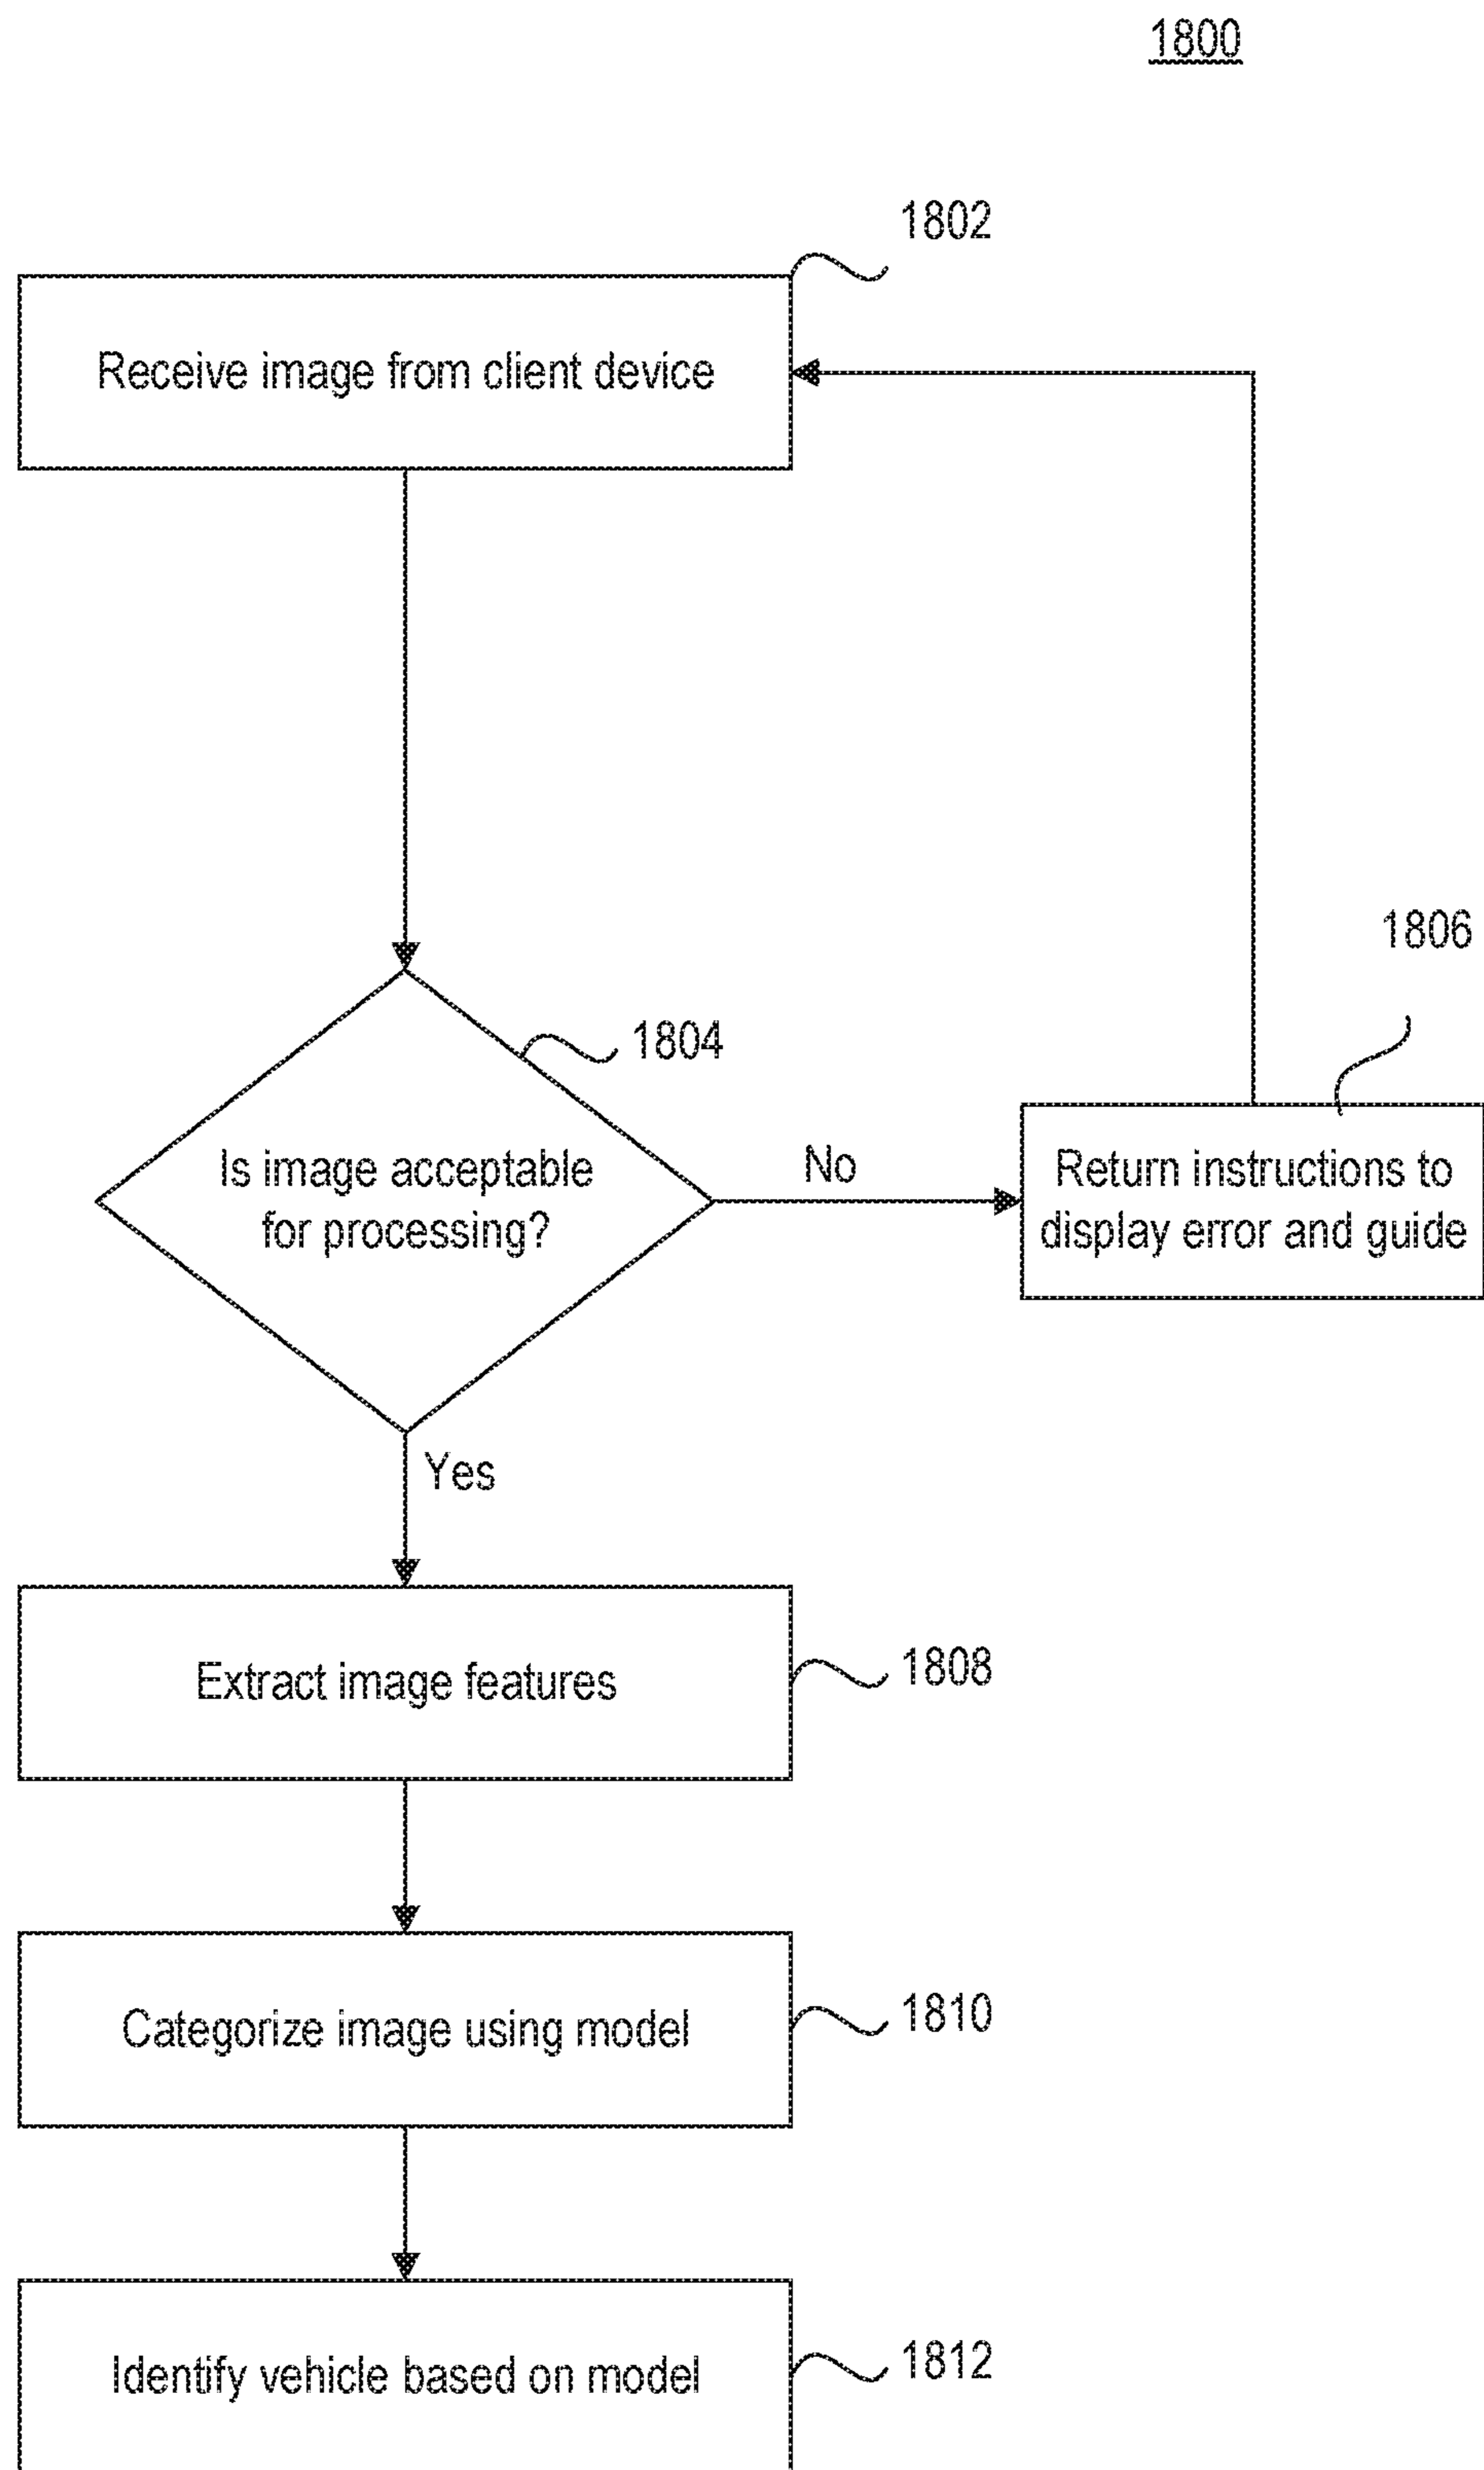 1800
1802
Receive image from client device
1806
1804
Is image acceptable
for processing?
No
Return instructions to
display error and guide
Yes
Extract image features
1808
Categorize image using model
1810
Identify vehicle based on model
1812